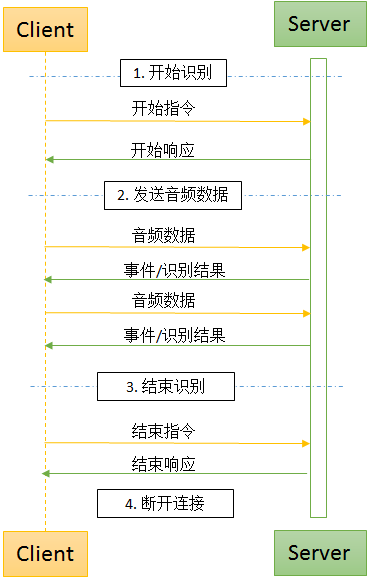 Client
Server
1. 开始识别
开始指令
开始响应
2. 发送音频数据
音频数据
事件/识别结果
音频数据
事件/识别结果
3. 结束识别
结束指令
结束响应
4. 断开连接
Client
Server